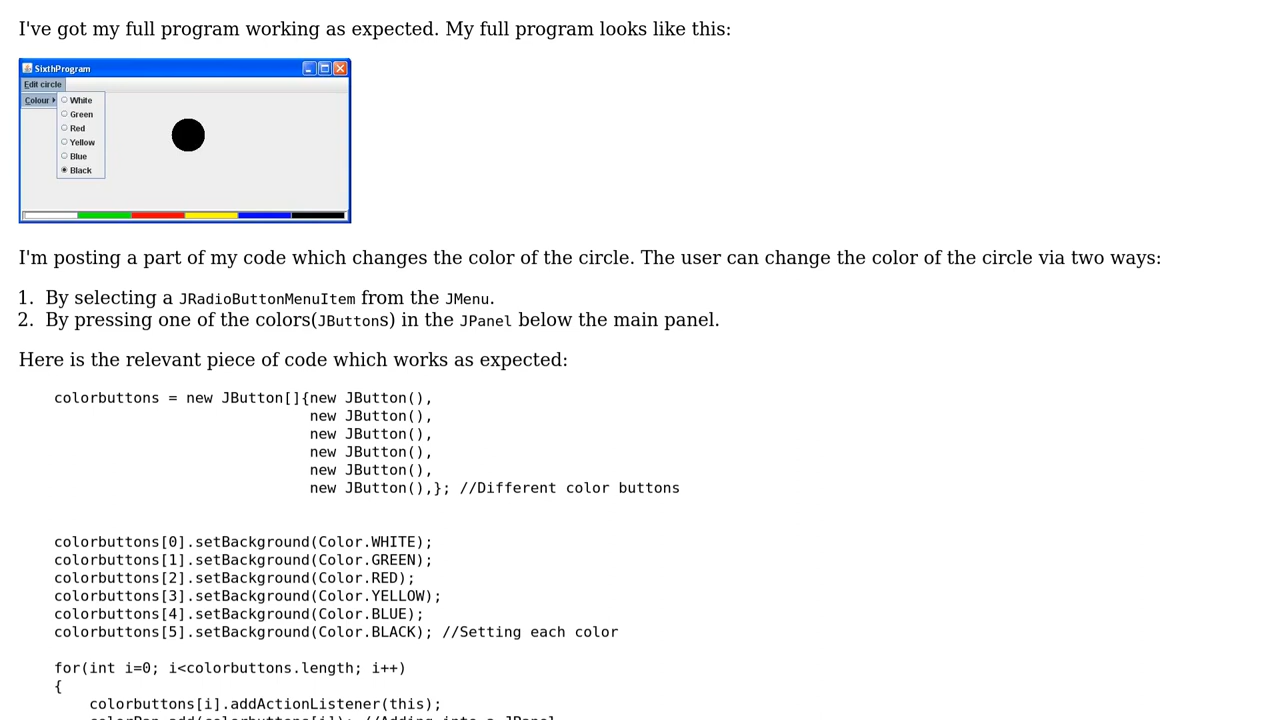 I've got my full program working as expected. My full program looks like this:
SixthProgram
Edit circle
Colour
White
Green
Red
Yellow
Blue
Black
I'm posting a part of my code which changes the color of the circle. The user can change the color of the circle via two ways:
1. By selecting a JRadioButtonMenuItem from the JMenu.
2. By pressing one of the colors(JButtons) in the JPanel below the main panel.
Here is the relevant piece of code which works as expected:
colorbuttons = new JButton[]{new JButton(),
new JButton(),
new JButton(),
new JButton(),
new JButton(),
new JButton(),}; //Different color buttons
colorbuttons[0].setBackground(Color.WHITE);
colorbuttons[1].setBackground(Color.GREEN);
colorbuttons[2].setBackground(Color.RED);
colorbuttons[3].setBackground(Color.YELLOW);
colorbuttons[4].setBackground(Color.BLUE);
colorbuttons[5].setBackground(Color.BLACK); //Setting each color
for(int i=0; i<colorbuttons.length; i++)
{
colorbuttons[i].addActionListener(this);
colorPan.add(colorbuttons[i]); //Adding into a JPanel